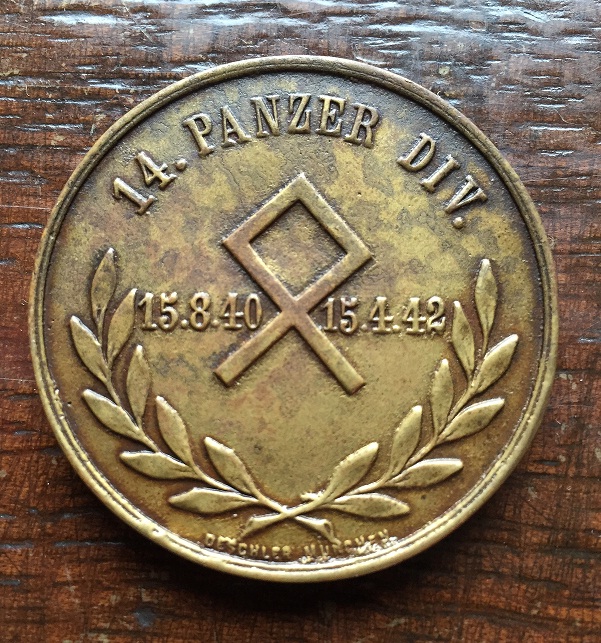 14. PANZER DIV.
15.8.40 15.4.42
DESCHLER MÜNCHEN